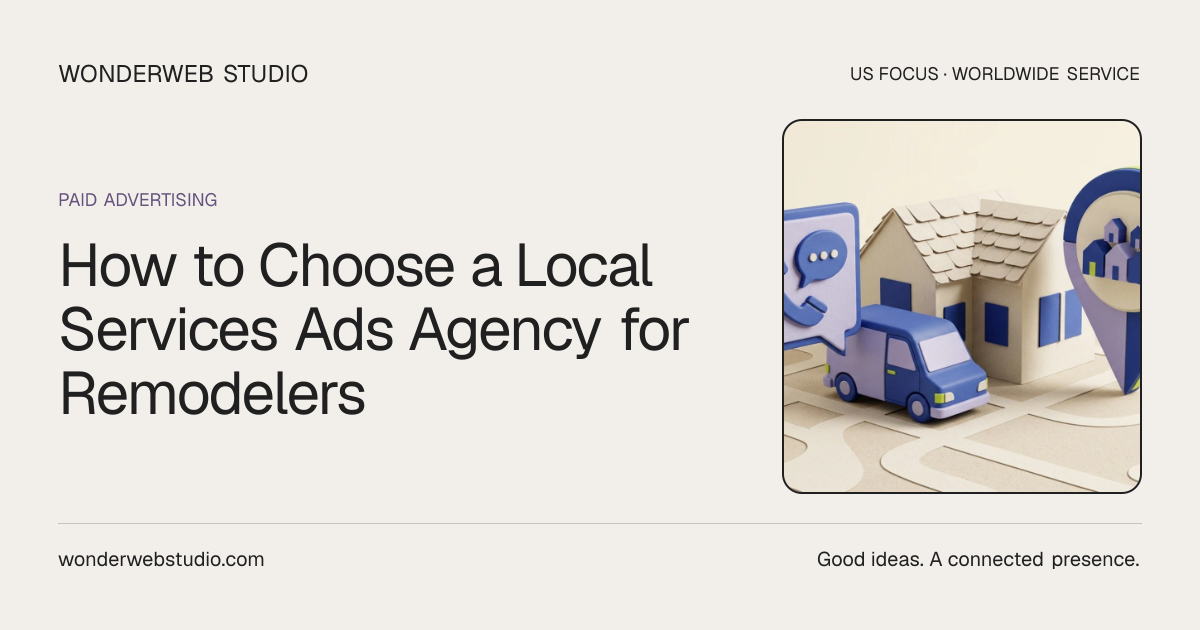 WONDERWEB STUDIO
US FOCUS · WORLDWIDE SERVICE
PAID ADVERTISING
How to Choose a Local
Services Ads Agency for
Remodelers
wonderwebstudio.com
Good ideas. A connected presence.